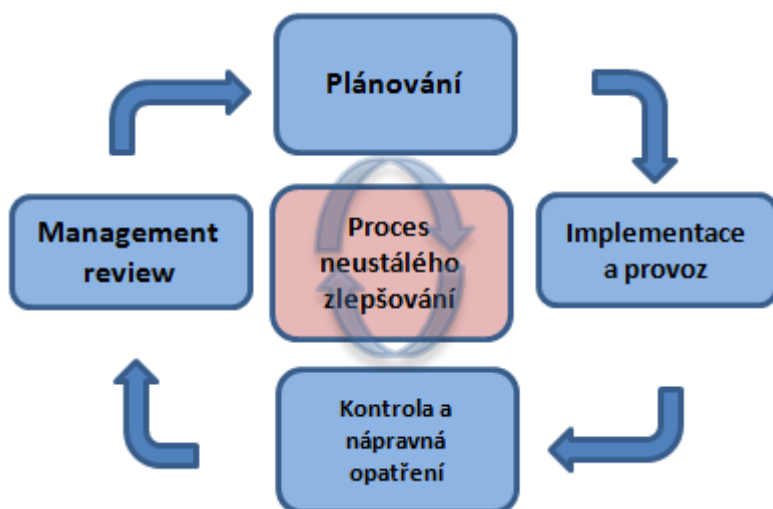 Plánování
Management
review
Proces
neustálého
zlepšování
Implementace
a provoz
Kontrola a
nápravná
opatření